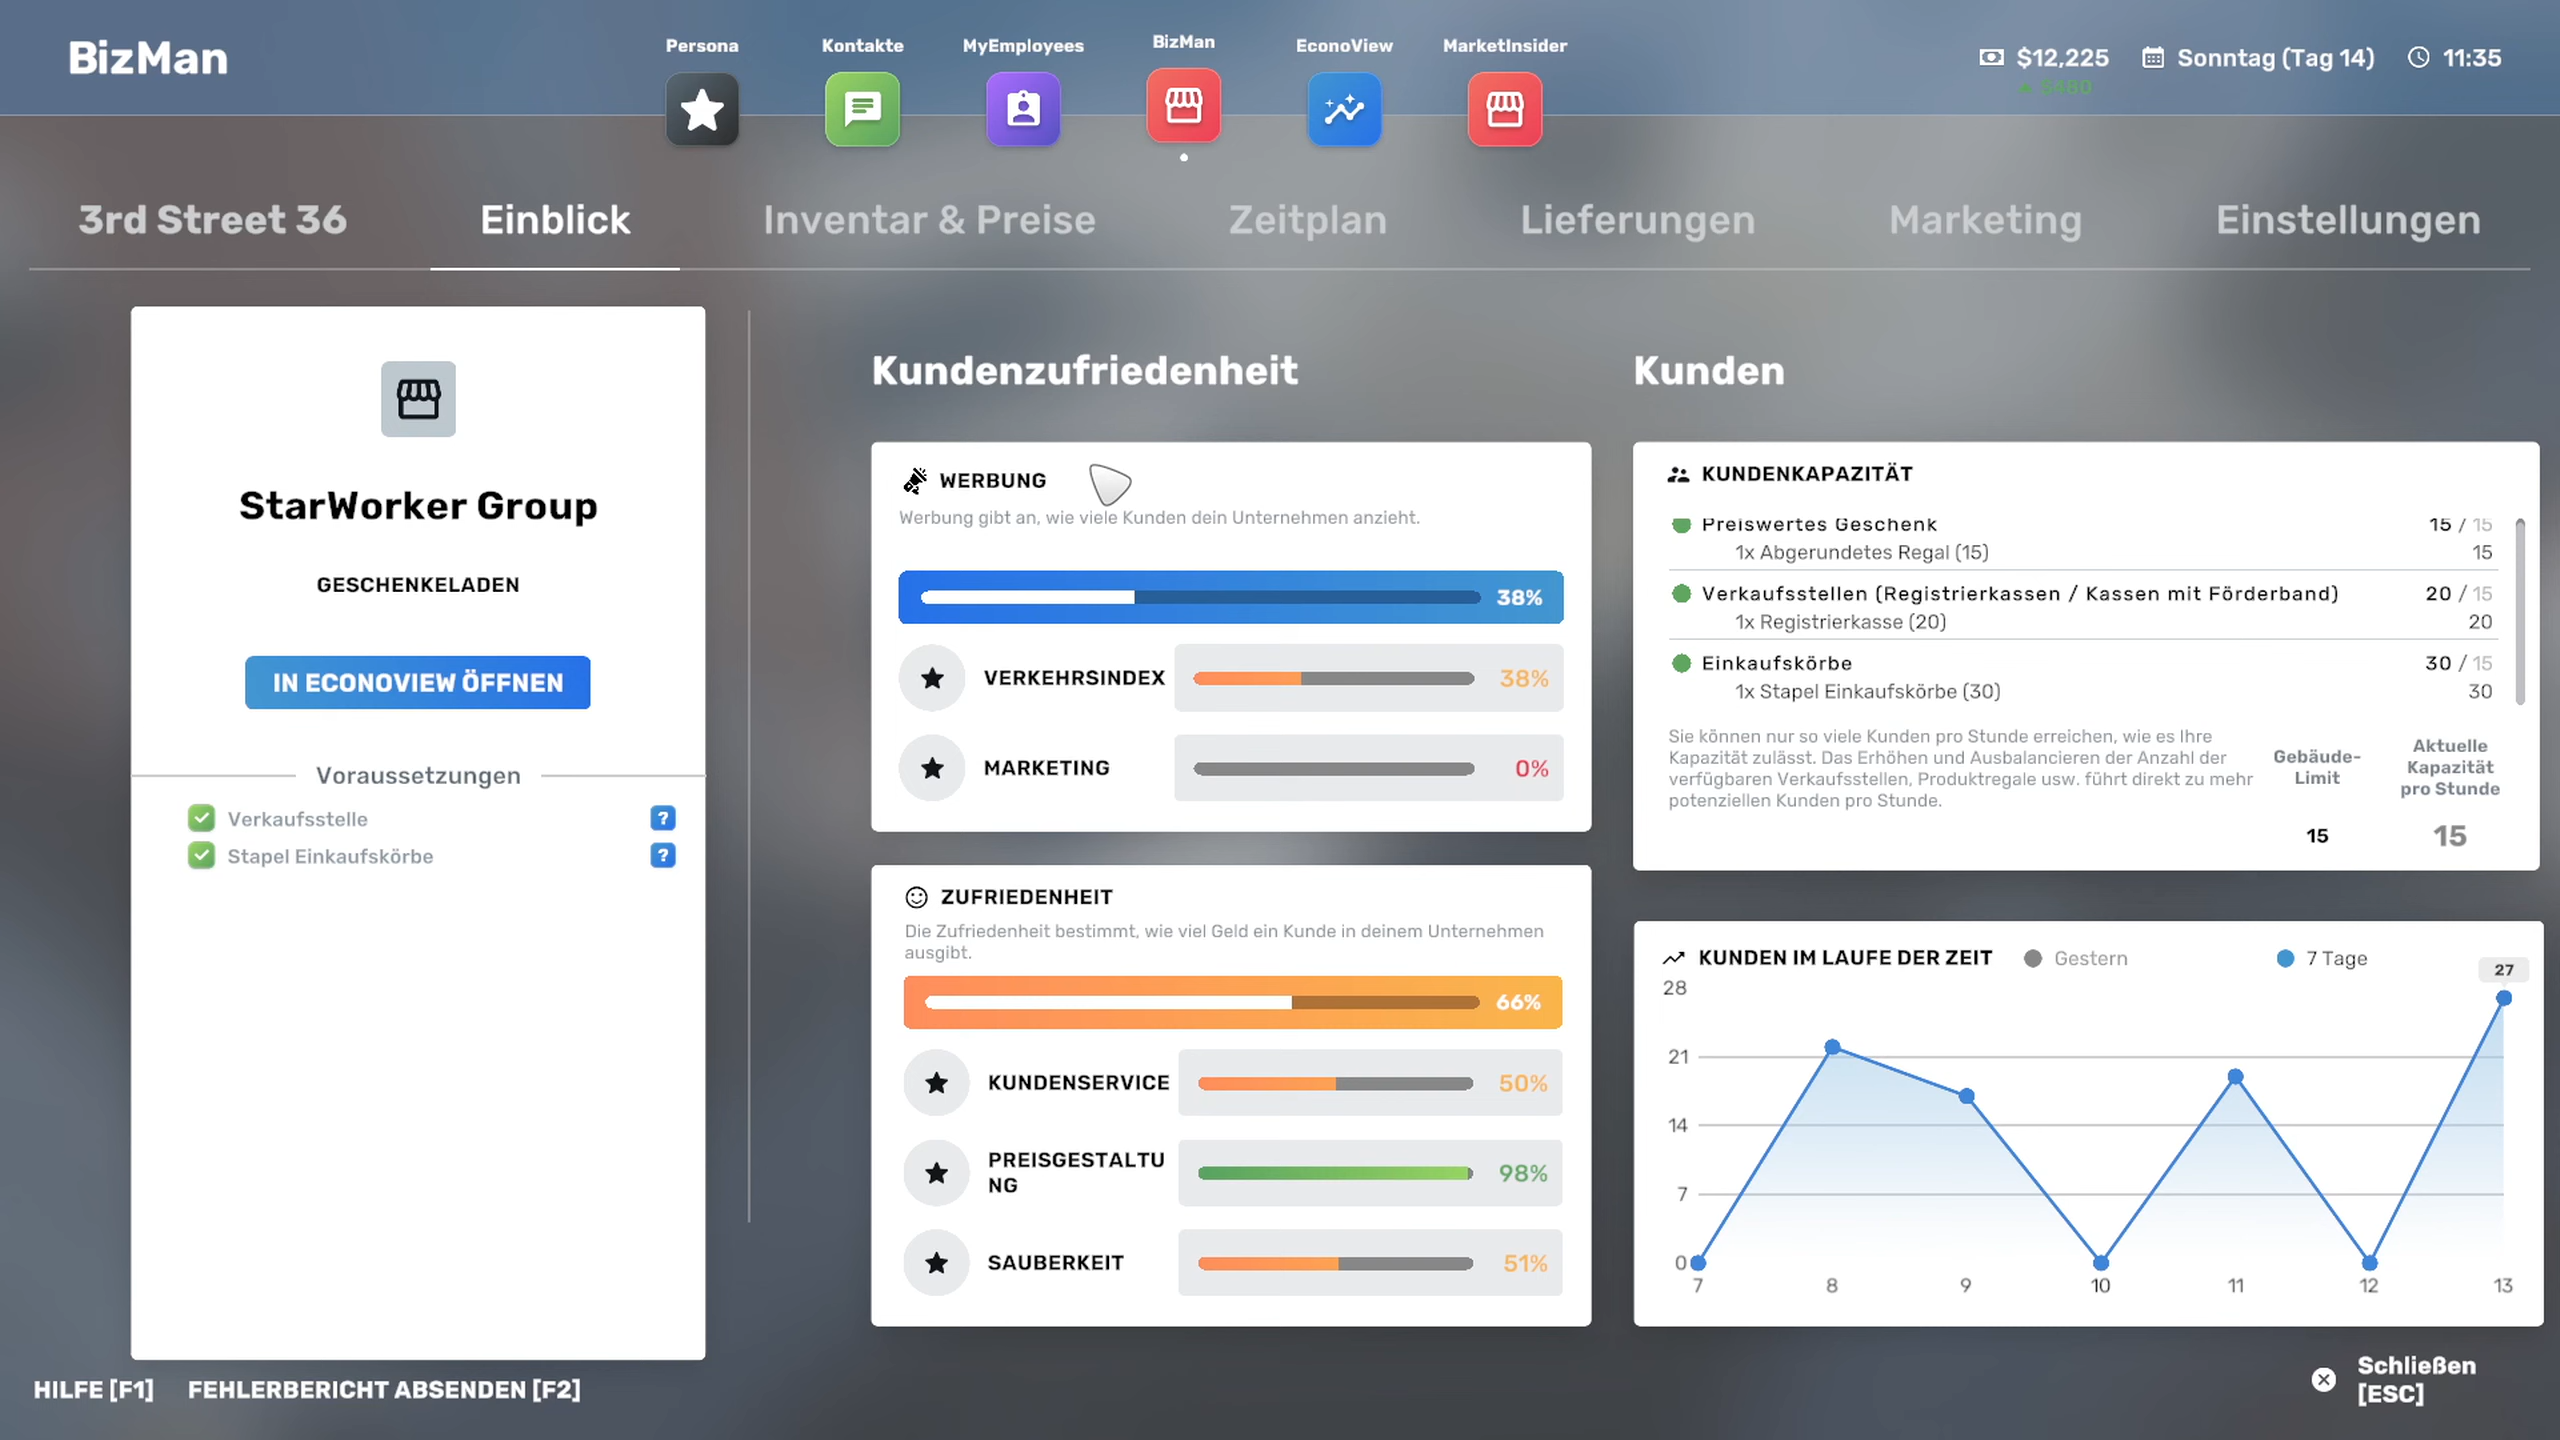 BizMan
Persona
Kontakte
MyEmployees
BizMan
EconoView
MarketInsider
$12,225
$480
Sonntag (Tag 14)
11:35
3rd Street 36
Einblick
Inventar & Preise
Zeitplan
Lieferungen
Marketing
Einstellungen
StarWorker Group
GESCHENKELADEN
IN ECONOVIEW ÖFFNEN
Voraussetzungen
Verkaufsstelle ?
Stapel Einkaufskörbe ?
Kundenzufriedenheit
WERBUNG
Werbung gibt an, wie viele Kunden dein Unternehmen anzieht.
38%
VERKEHRSINDEX 38%
MARKETING 0%
ZUFRIEDENHEIT
Die Zufriedenheit bestimmt, wie viel Geld ein Kunde in deinem Unternehmen
ausgibt.
66%
KUNDENSERVICE 50%
PREISGESTALTU
NG
98%
SAUBERKEIT 51%
Kunden
KUNDENKAPAZITÄT
Preiswertes Geschenk 15 / 15
1x Abgerundetes Regal (15) 15
Verkaufsstellen (Registrierkassen / Kassen mit Förderband) 20 / 15
1x Registrierkasse (20) 20
Einkaufskörbe 30 / 15
1x Stapel Einkaufskörbe (30) 30
Sie können nur so viele Kunden pro Stunde erreichen, wie es Ihre
Kapazität zulässt. Das Erhöhen und Ausbalancieren der Anzahl der
verfügbaren Verkaufsstellen, Produktregale usw. führt direkt zu mehr
potenziellen Kunden pro Stunde.
Gebäude-
Limit
15
Aktuelle
Kapazität
pro Stunde
15
KUNDEN IM LAUFE DER ZEIT
Gestern
7 Tage
27
28
21
14
7
0
7 8 9 10 11 12 13
HILFE [F1]
FEHLERBERICHT ABSENDEN [F2]
Schließen
[ESC]